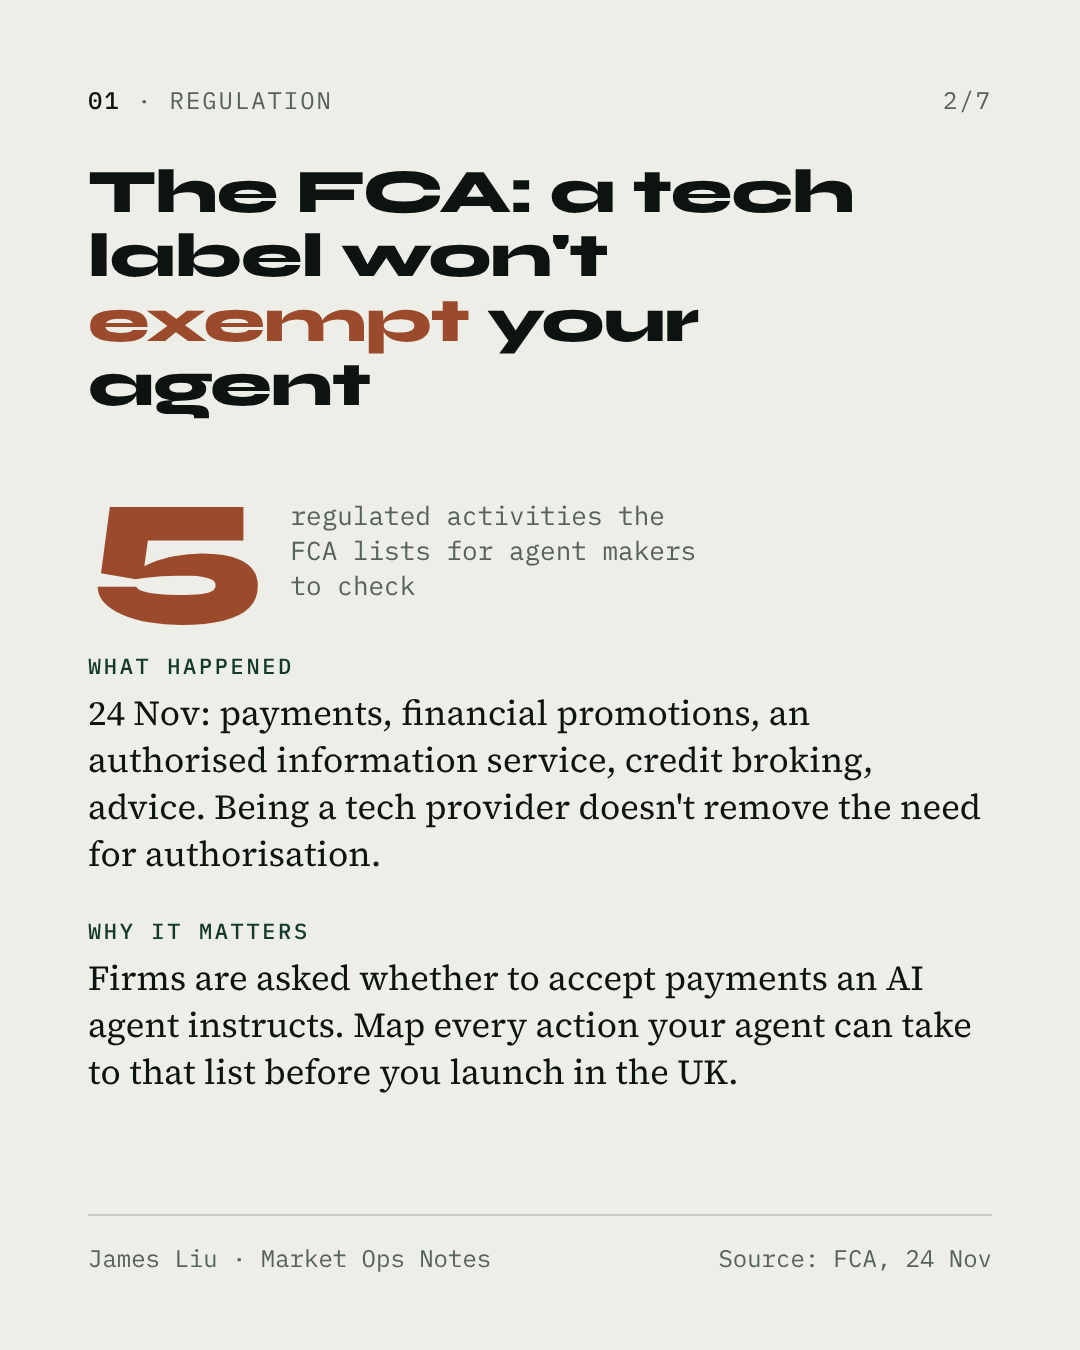 01 · REGULATION 2/7
The FCA: a tech
label won't
exempt your
agent
5
regulated activities the
FCA lists for agent makers
to check
WHAT HAPPENED
24 Nov: payments, financial promotions, an
authorised information service, credit broking,
advice. Being a tech provider doesn't remove the need
for authorisation.
WHY IT MATTERS
Firms are asked whether to accept payments an AI
agent instructs. Map every action your agent can take
to that list before you launch in the UK.
James Liu · Market Ops Notes Source: FCA, 24 Nov